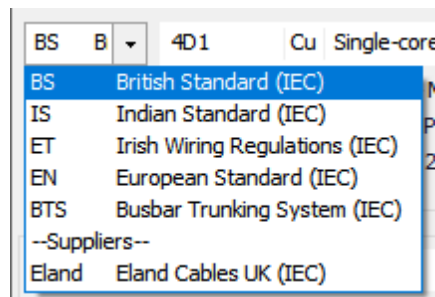 BS B 4D1 Cu Single-core
BS British Standard (IEC)
IS Indian Standard (IEC)
ET Irish Wiring Regulations (IEC)
EN European Standard (IEC)
BTS Busbar Trunking System (IEC)
--Suppliers--
Eland Eland Cables UK (IEC)